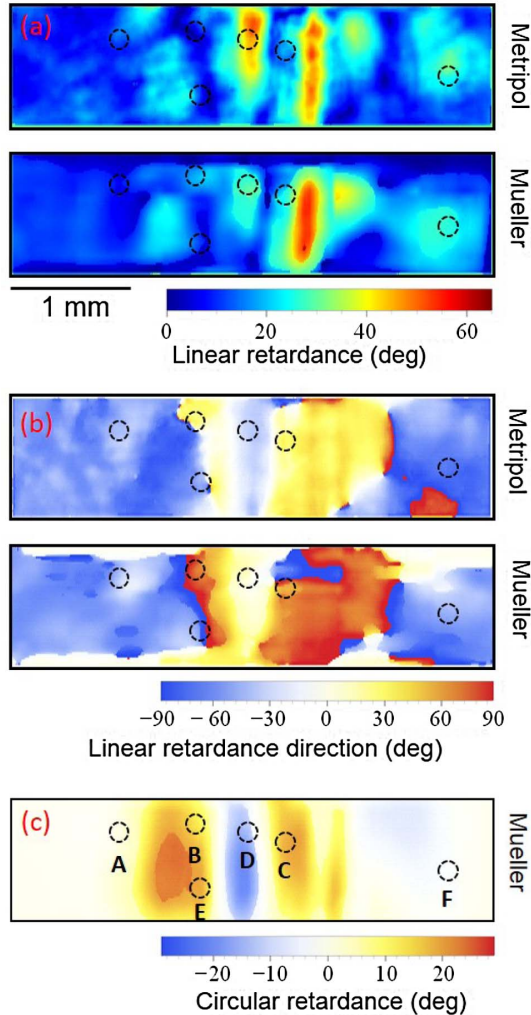 (a)
Metripol
Mueller
1 mm
0 20 40 60
Linear retardance (deg)
(b)
Metripol
Mueller
−90 −60 −30 0 30 60 90
Linear retardance direction (deg)
(c)
A B D C E F
Mueller
−20 −10 0 10 20
Circular retardance (deg)